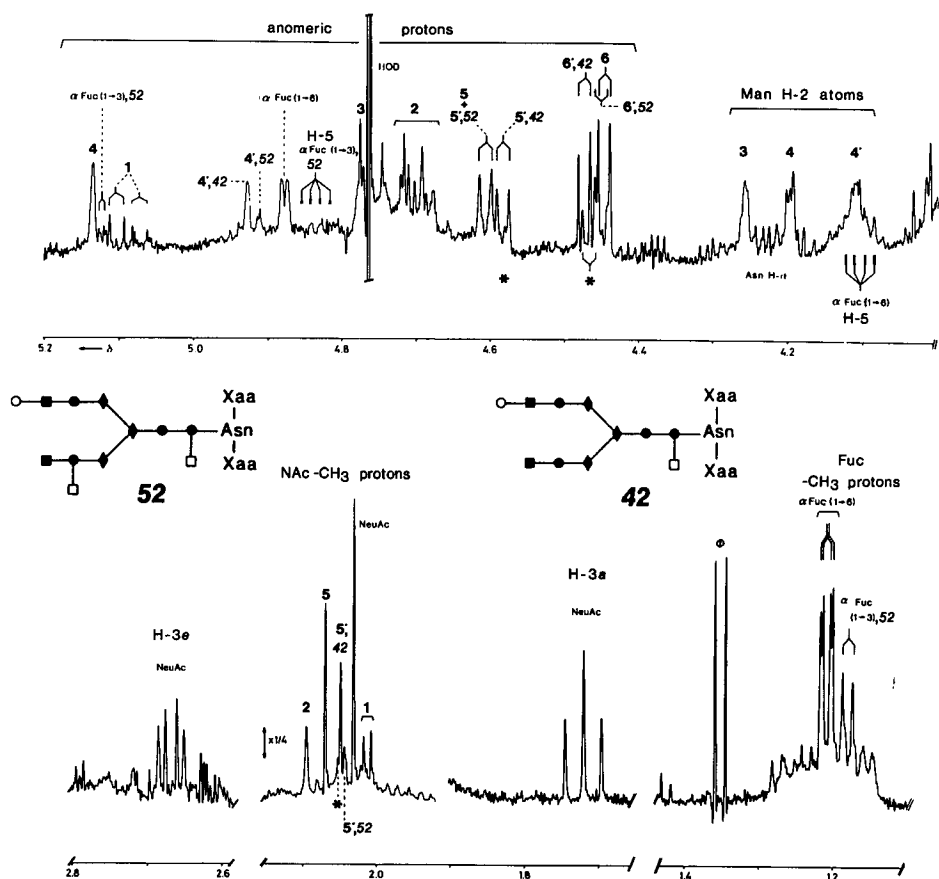 anomeric protons
HOD
α Fuc (1→3), 52
4
1
4', 42
4', 52
α Fuc (1→6)
H-5
α Fuc (1→3),
52
3
2
5
+
5', 52
5', 42
6', 42
6
6', 52
*
*
Man H-2 atoms
3
4
4'
α Fuc (1→6)
H-5
5.2
←— δ
5.0
4.8
4.6
4.4
4.2
Xaa
Asn
Xaa
52
Xaa
Asn
Xaa
42
NAc-CH₃ protons
NeuAc
5
5',
42
2
1
x1/4
*
5', 52
H-3e
NeuAc
H-3a
NeuAc
Fuc
-CH₃ protons
α Fuc (1→6)
α Fuc
(1→3), 52
Φ
2.8
2.6
2.0
1.4
1.2